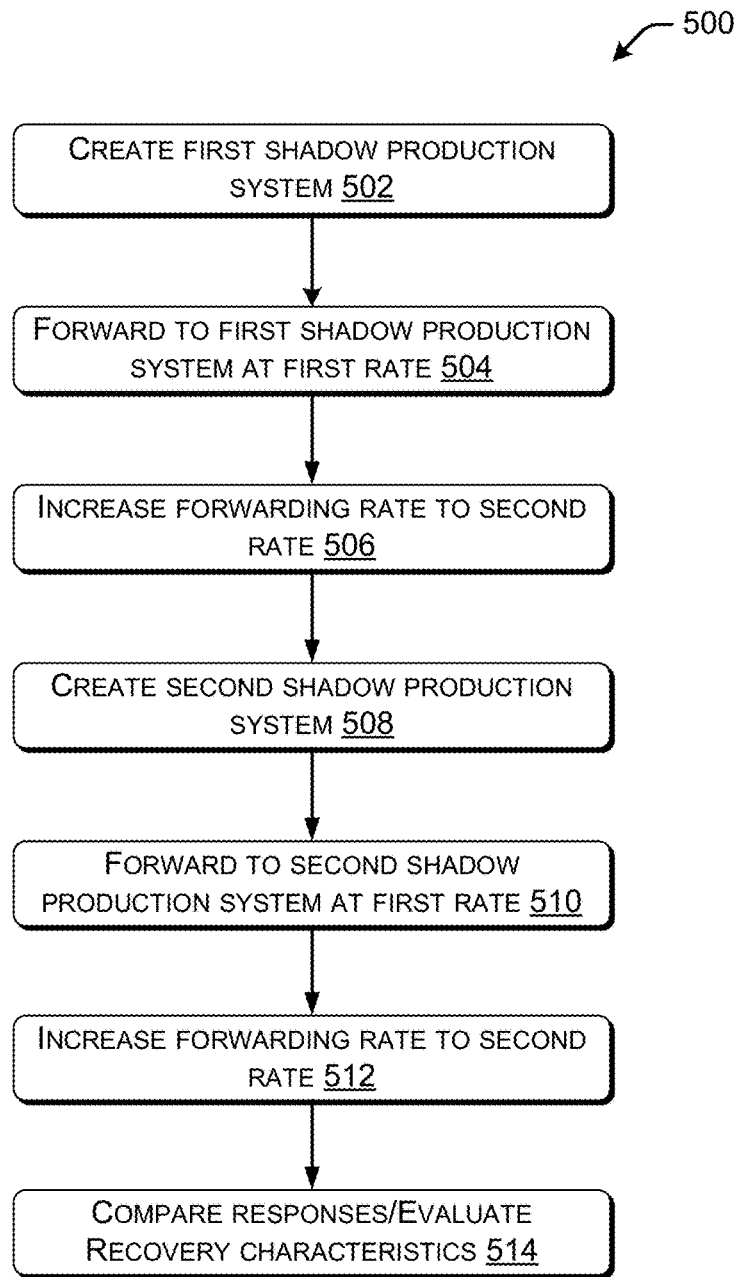 500
CREATE FIRST SHADOW PRODUCTION
SYSTEM 502
FORWARD TO FIRST SHADOW PRODUCTION
SYSTEM AT FIRST RATE 504
INCREASE FORWARDING RATE TO SECOND
RATE 506
CREATE SECOND SHADOW PRODUCTION
SYSTEM 508
FORWARD TO SECOND SHADOW
PRODUCTION SYSTEM AT FIRST RATE 510
INCREASE FORWARDING RATE TO SECOND
RATE 512
COMPARE RESPONSES/EVALUATE
RECOVERY CHARACTERISTICS 514